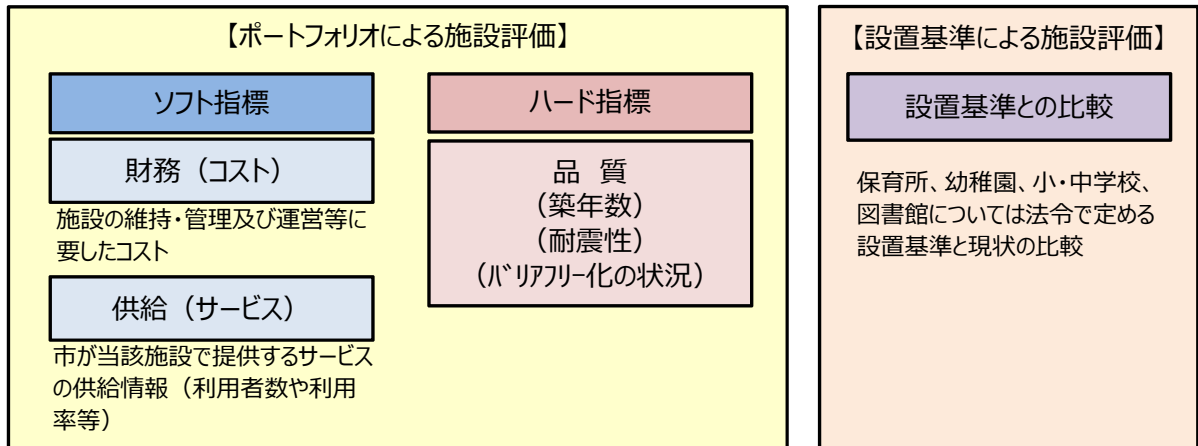 【ポートフォリオによる施設評価】
ソフト指標
財務（コスト）
施設の維持・管理及び運営等に
要したコスト
供給（サービス）
市が当該施設で提供するサービス
の供給情報（利用者数や利用
率等）
ハード指標
品　質
（築年数）
（耐震性）
（ﾊﾞﾘｱﾌﾘｰ化の状況）
【設置基準による施設評価】
設置基準との比較
保育所、幼稚園、小・中学校、
図書館については法令で定める
設置基準と現状の比較